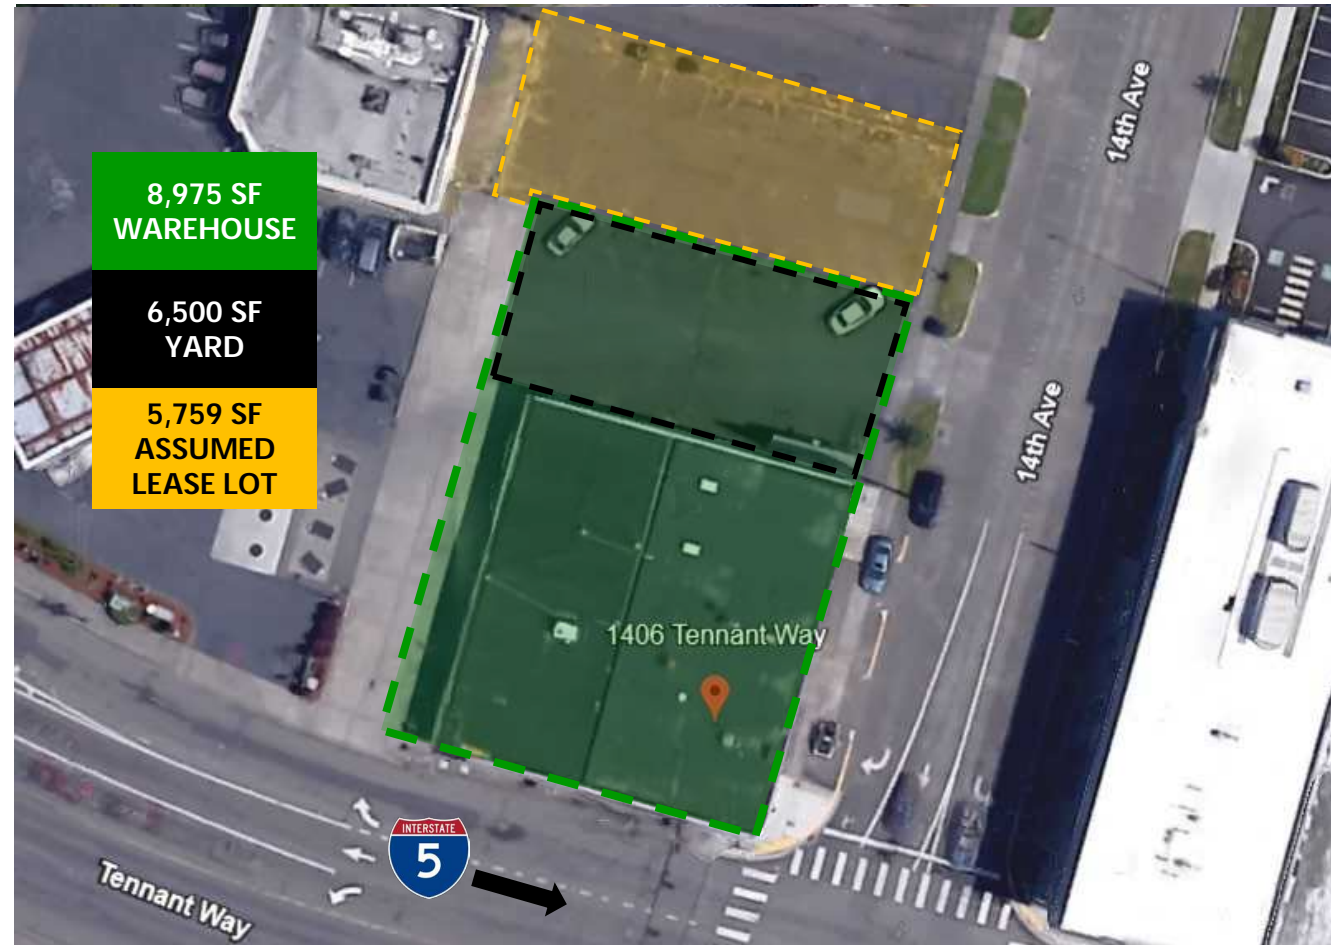 8,975 SF
WAREHOUSE
6,500 SF
YARD
5,759 SF
ASSUMED
LEASE LOT
14th Ave
14th Ave
1406 Tennant Way
INTERSTATE
5
Tennant Way